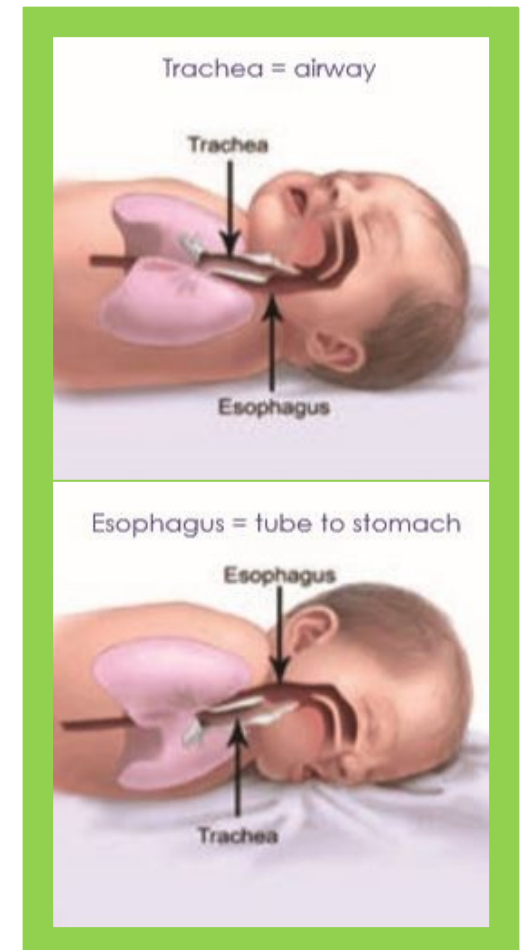 Trachea = airway
Trachea
Esophagus
Esophagus = tube to stomach
Esophagus
Trachea